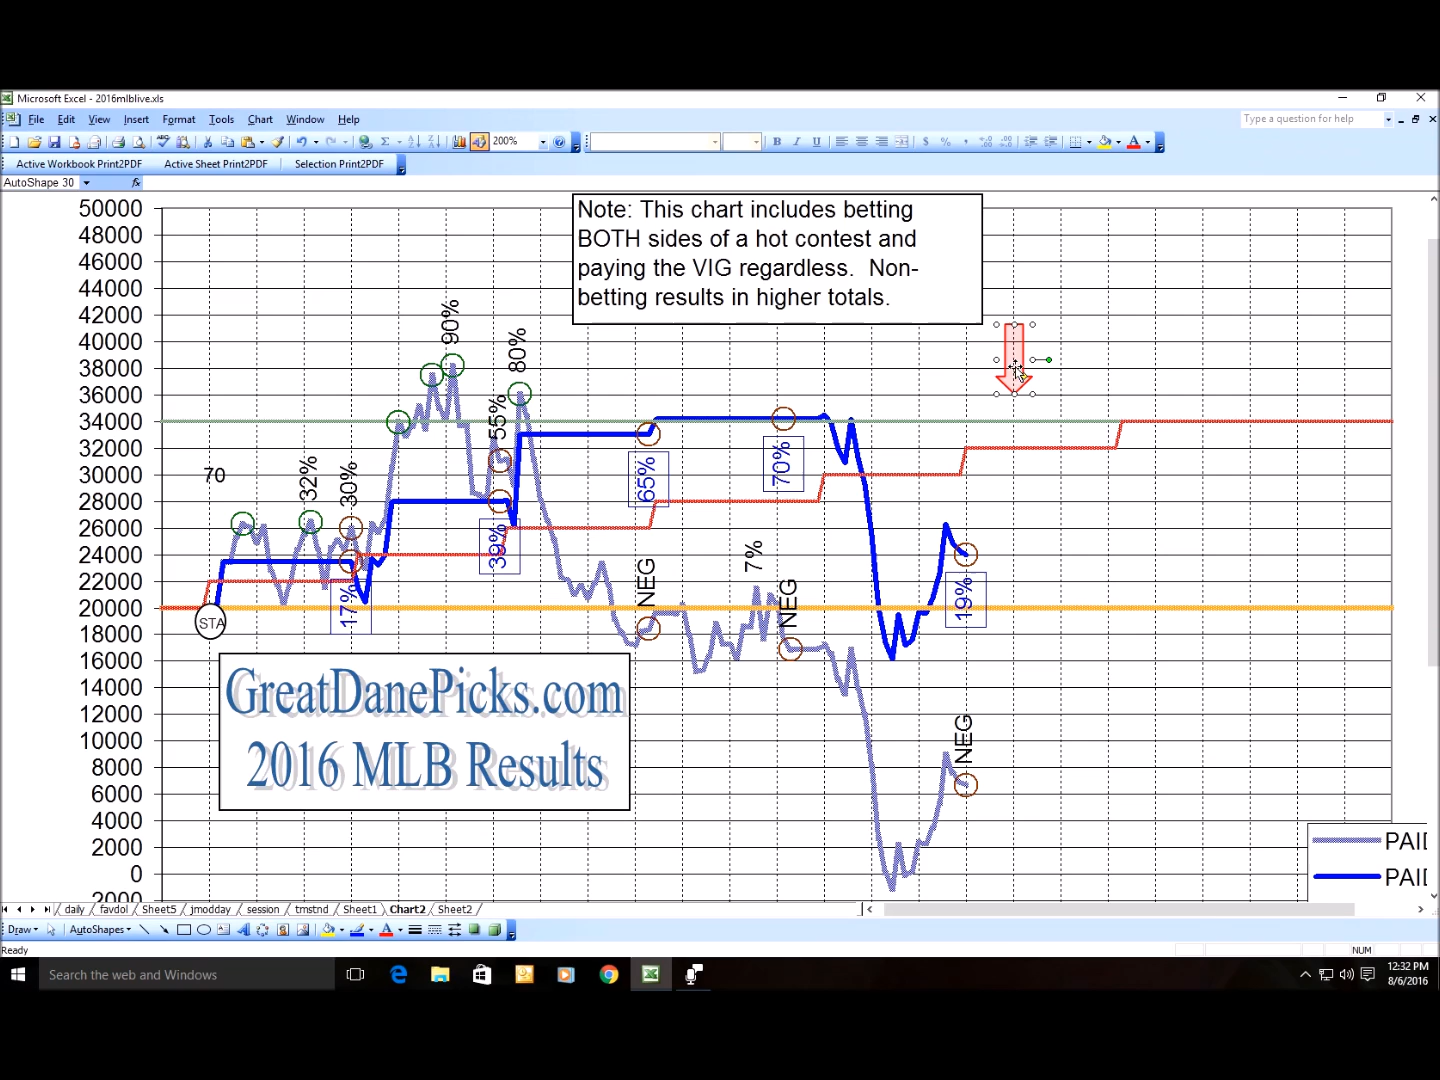 Microsoft Excel - 2016mlblive.xls
File Edit View Insert Format Tools Chart Window Help
Type a question for help
200%
Active Workbook Print2PDF Active Sheet Print2PDF Selection Print2PDF
AutoShape 30
fx
50000
48000
46000
44000
42000
40000
38000
36000
34000
32000
30000
28000
26000
24000
22000
20000
18000
16000
14000
12000
10000
8000
6000
4000
2000
0
2000
Note: This chart includes betting
BOTH sides of a hot contest and
paying the VIG regardless. Non-
betting results in higher totals.
90%
80%
55%
70
32%
30%
65%
70%
39%
7%
17%
NEG
NEG
19%
STA
NEG
GreatDanePicks.com
2016 MLB Results
PAID
PAID
daily favdol Sheet5 jmodday session trnstnd Sheet1 Chart2 Sheet2
Draw AutoShapes
Ready
NUM
Search the web and Windows
12:32 PM
8/6/2016